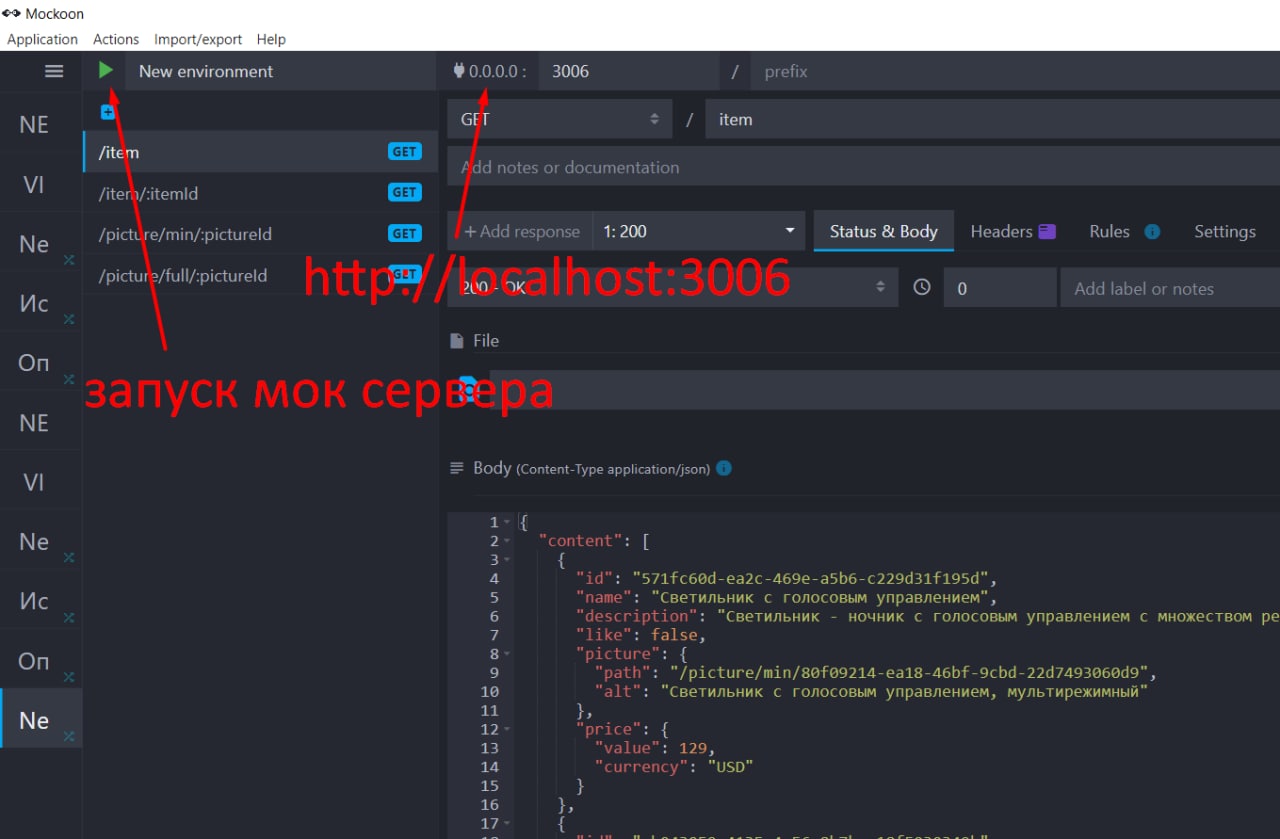 Mockoon
Application Actions Import/export Help
New environment
0.0.0.0 : 3006 / prefix
NE
VI
Ne
Ис
Оп
NE
VI
Ne
Ис
Оп
Ne
/item GET
/item/:itemId GET
/picture/min/:pictureId GET
/picture/full/:pictureId GET
GET / item
Add notes or documentation
+ Add response 1: 200 Status & Body Headers Rules Settings
http://localhost:3006
200 - OK 0 Add label or notes
File
запуск мок сервера
Body (Content-Type application/json)
1 {
2 "content": [
3 {
4 "id": "571fc60d-ea2c-469e-a5b6-c229d31f195d",
5 "name": "Светильник с голосовым управлением",
6 "description": "Светильник - ночник с голосовым управлением с множеством ре
7 "like": false,
8 "picture": {
9 "path": "/picture/min/80f09214-ea18-46bf-9cbd-22d7493060d9",
10 "alt": "Светильник с голосовым управлением, мультирежимный"
11 },
12 "price": {
13 "value": 129,
14 "currency": "USD"
15 }
16 },
17 {